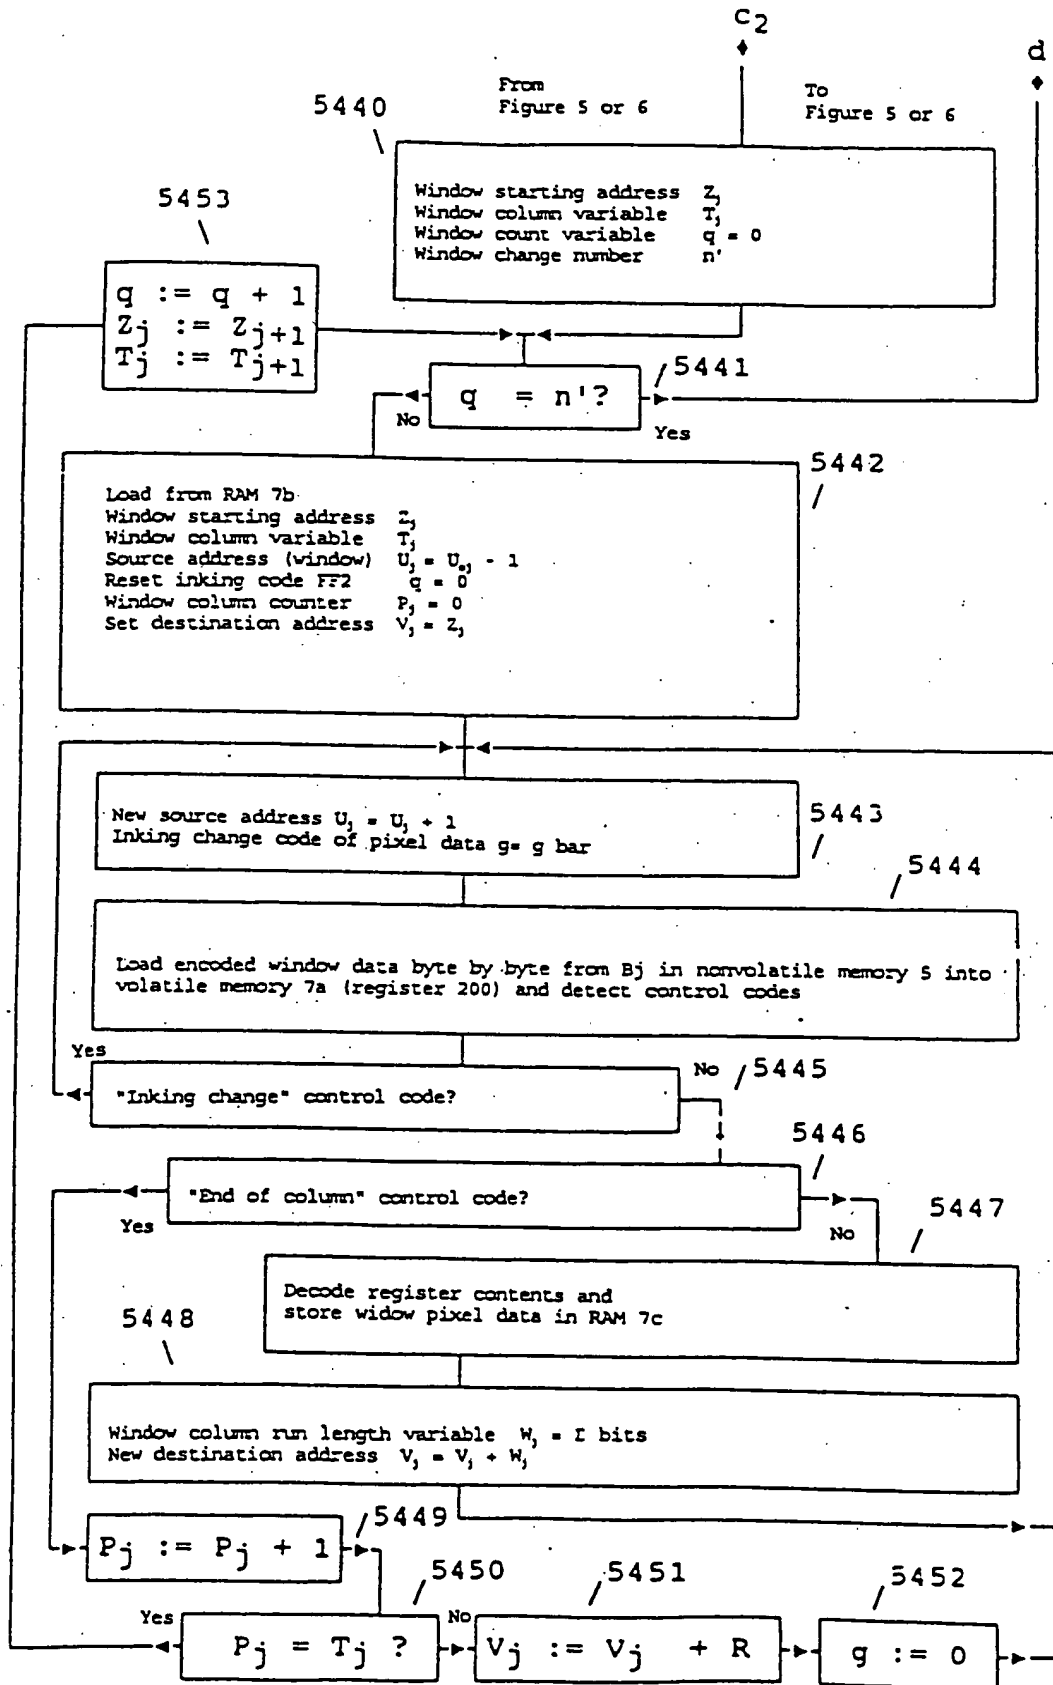 c2
d
From
Figure 5 or 6
To
Figure 5 or 6
5440
Window starting address Zj
Window column variable Tj
Window count variable q = 0
Window change number n'
5453
q := q + 1
Zj := Zj+1
Tj := Tj+1
5441
q = n'?
No
Yes
5442
Load from RAM 7b
Window starting address Zj
Window column variable Tj
Source address (window) Uj = Uoj - 1
Reset inking code FF2 q = 0
Window column counter Pj = 0
Set destination address Vj = Zj
5443
New source address Uj = Uj + 1
Inking change code of pixel data g= g bar
5444
Load encoded window data byte by byte from Bj in nonvolatile memory 5 into
volatile memory 7a (register 200) and detect control codes
Yes
No
5445
"Inking change" control code?
5446
"End of column" control code?
Yes
No
5447
Decode register contents and
store widow pixel data in RAM 7c
5448
Window column run length variable Wj = Σ bits
New destination address Vj = Vj + Wj
5449
Pj := Pj + 1
5450
5451
5452
Yes
Pj = Tj ?
No
Vj := Vj + R
g := 0